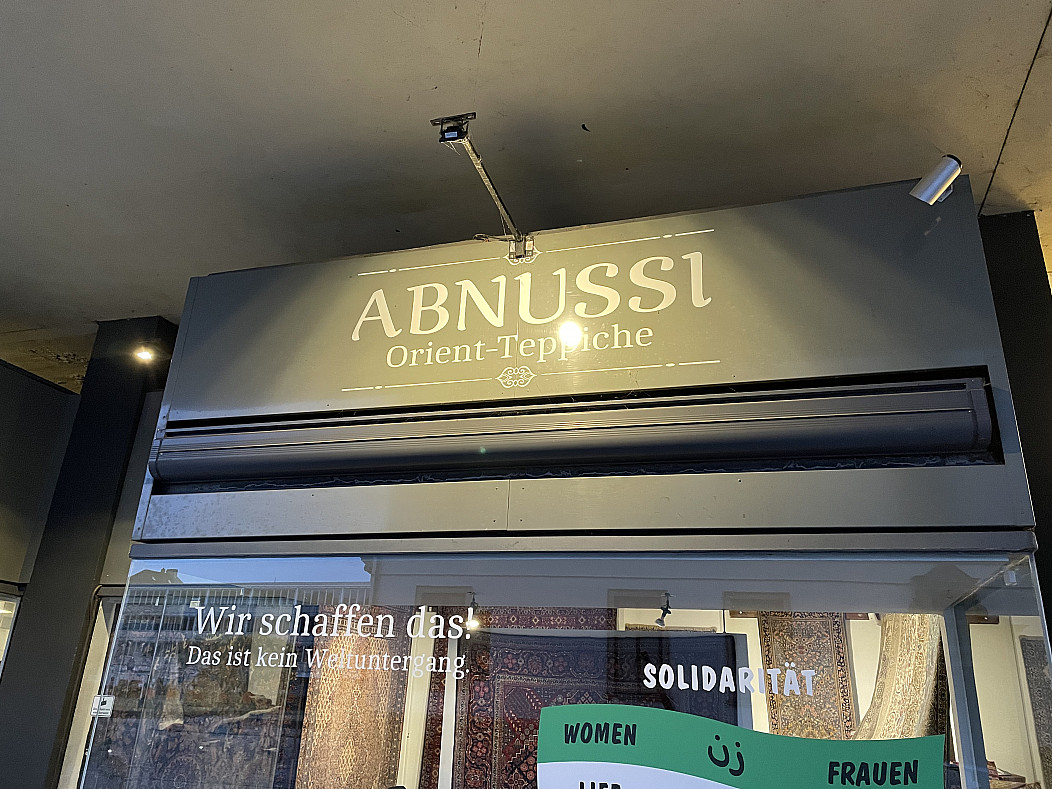 ABNUSSI
Orient-Teppiche
Wir schaffen das!
Das ist kein Weltuntergang.
SOLIDARITÄT
WOMEN زن FRAUEN